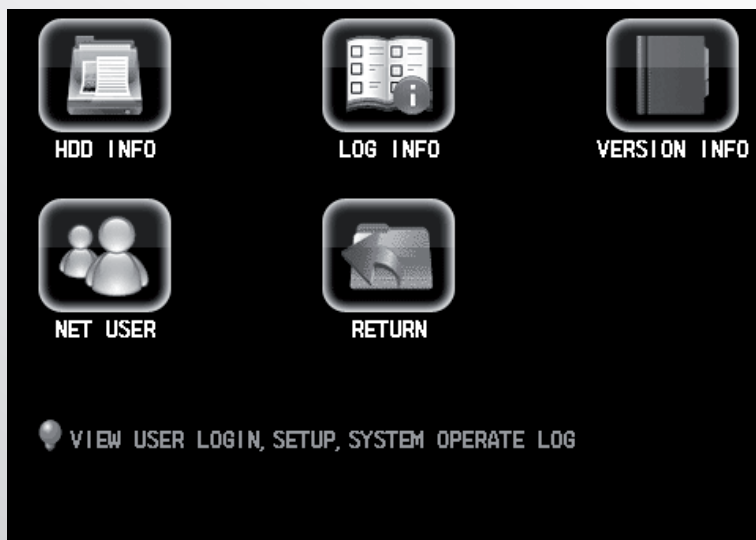 HDD INFO LOG INFO VERSION INFO
NET USER RETURN
VIEW USER LOGIN, SETUP, SYSTEM OPERATE LOG